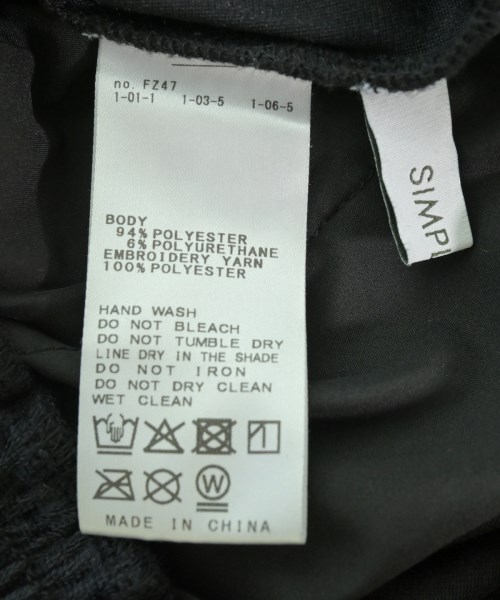 no. FZ47
1-01-1 1-03-5 1-06-5
BODY
94% POLYESTER
6% POLYURETHANE
EMBROIDERY YARN
100% POLYESTER
HAND WASH
DO NOT BLEACH
DO NOT TUMBLE DRY
LINE DRY IN THE SHADE
DO NOT IRON
DO NOT DRY CLEAN
WET CLEAN
W
MADE IN CHINA
SIMPL